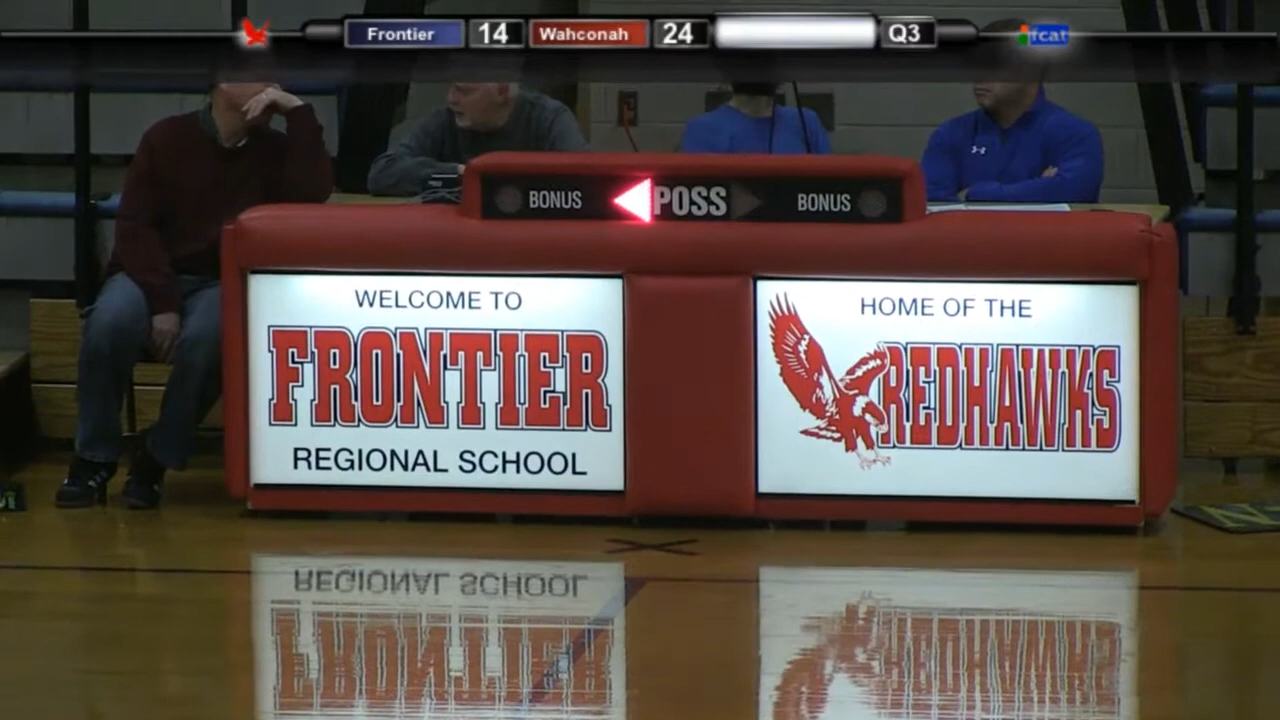 Frontier 14 Wahconah 24 Q3 fcat
BONUS POSS BONUS
WELCOME TO
FRONTIER
REGIONAL SCHOOL
HOME OF THE
REDHAWKS
REGIONAL SCHOOL
FRONTIER
REDHAWKS